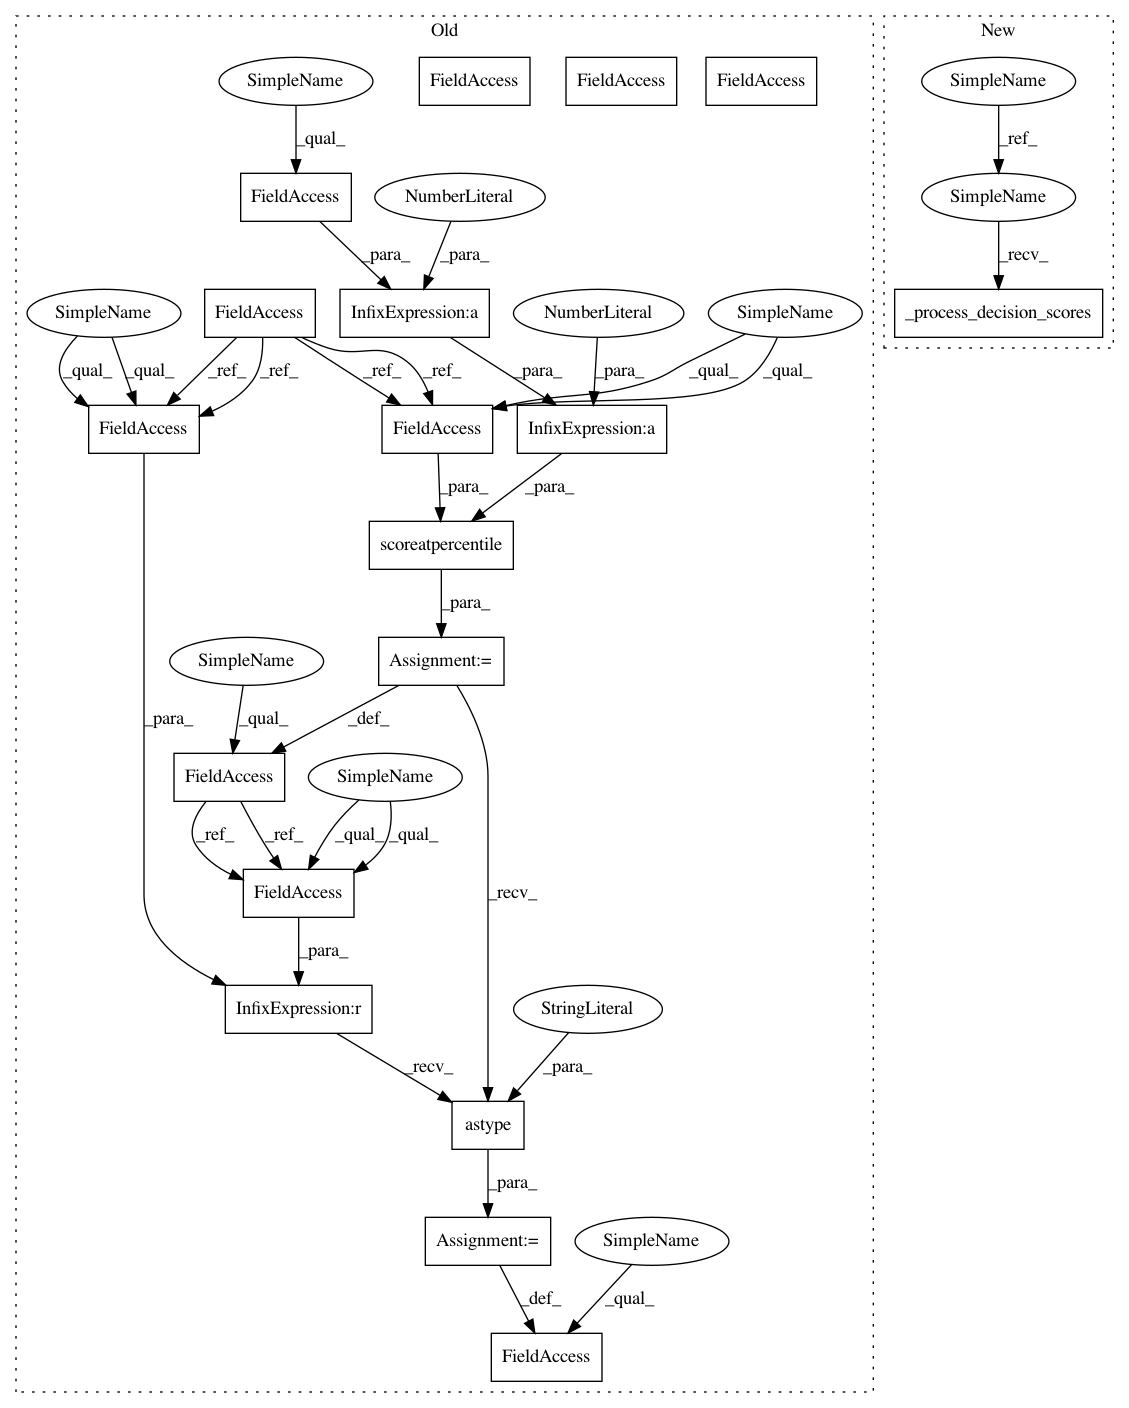 Old
New
SimpleName
FieldAccess
FieldAccess
FieldAccess
SimpleName
_qual_
_ref_
FieldAccess
NumberLiteral
SimpleName
_para_
_para_
_recv_
SimpleName
FieldAccess
InfixExpression:a
NumberLiteral
SimpleName
_process_decision_scores
_qual_
_qual_
_ref_
_ref_
_ref_
_ref_
_para_
_para_
_qual_
_qual_
FieldAccess
FieldAccess
InfixExpression:a
_para_
_para_
scoreatpercentile
_para_
SimpleName
Assignment:=
_para_
_qual_
_def_
FieldAccess
SimpleName
_ref_
_ref_
_qual_
_qual_
FieldAccess
_recv_
_para_
InfixExpression:r
StringLiteral
_recv_
_para_
astype
_para_
Assignment:=
SimpleName
_def_
_qual_
FieldAccess